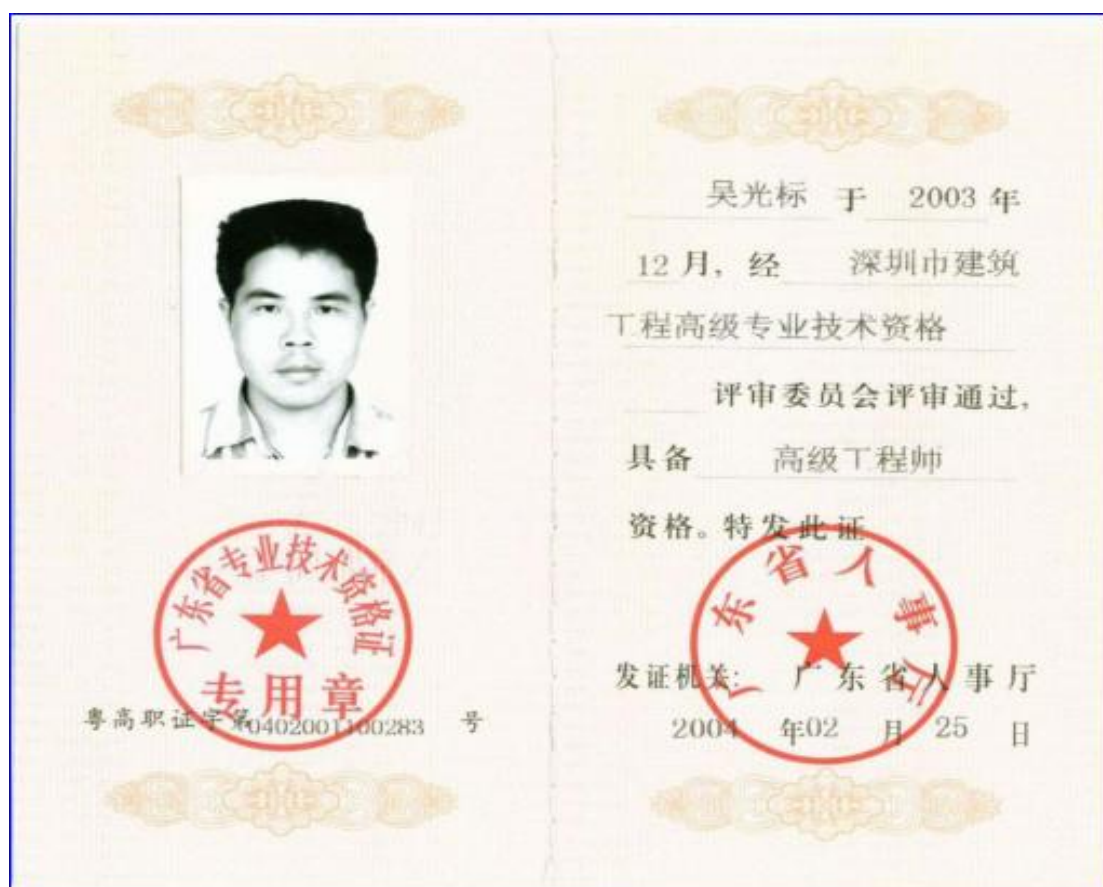 广东省专业技术资格证
专用章
粤高职证字第0402001100283 号
吴光标 于 2003 年
12 月, 经 深圳市建筑
工程高级专业技术资格
评审委员会评审通过,
具备 高级工程师
资格。特发此证
广东省人事厅
发证机关: 广东省人事厅
2004 年02 月 25 日